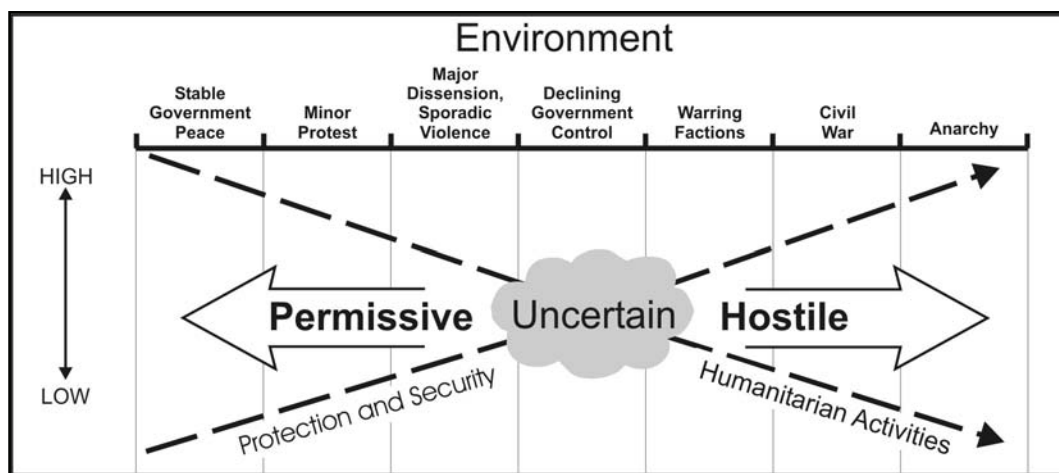 Environment
Stable
Government
Peace
Minor
Protest
Major
Dissension,
Sporadic
Violence
Declining
Government
Control
Warring
Factions
Civil
War
Anarchy
HIGH
LOW
Permissive
Uncertain
Hostile
Protection and Security
Humanitarian Activities